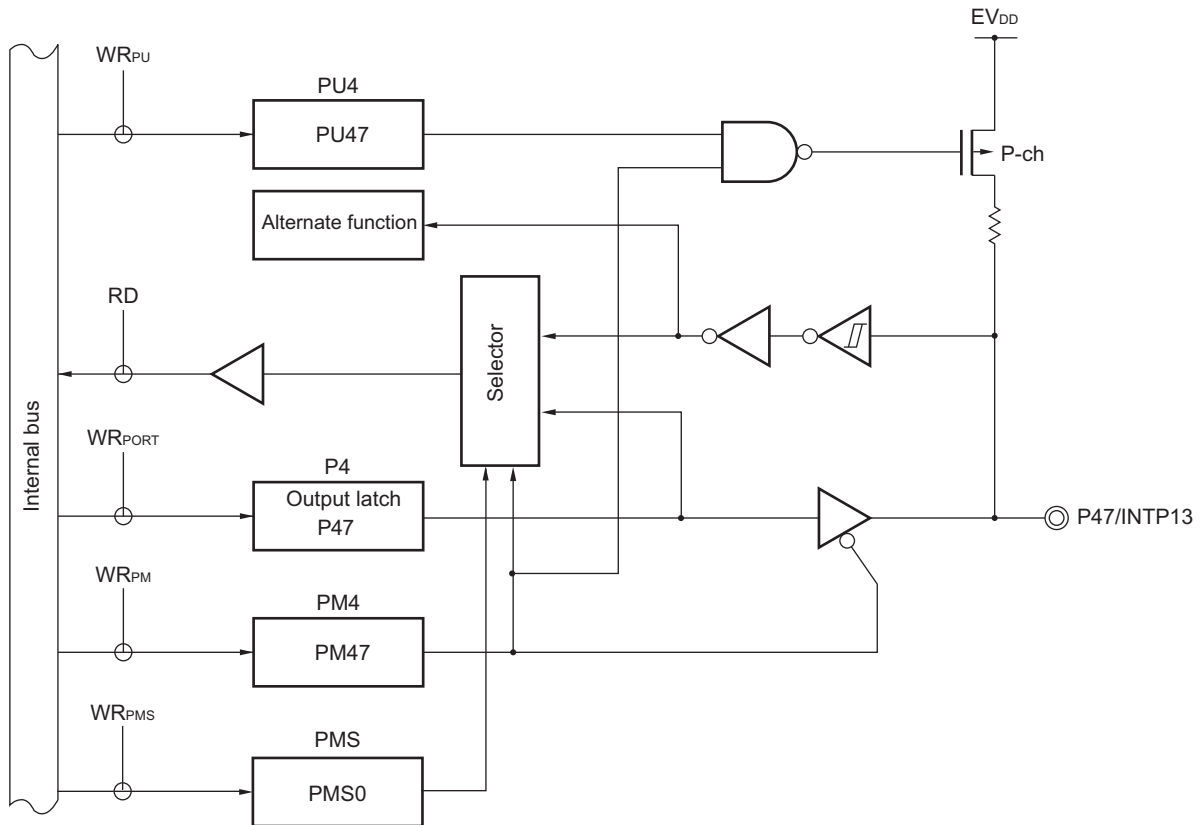 EVDD
WRPU
PU4
PU47
P-ch
Alternate function
RD
Selector
Internal bus
WRPORT
P4
Output latch
P47
P47/INTP13
WRPM
PM4
PM47
WRPMS
PMS
PMS0